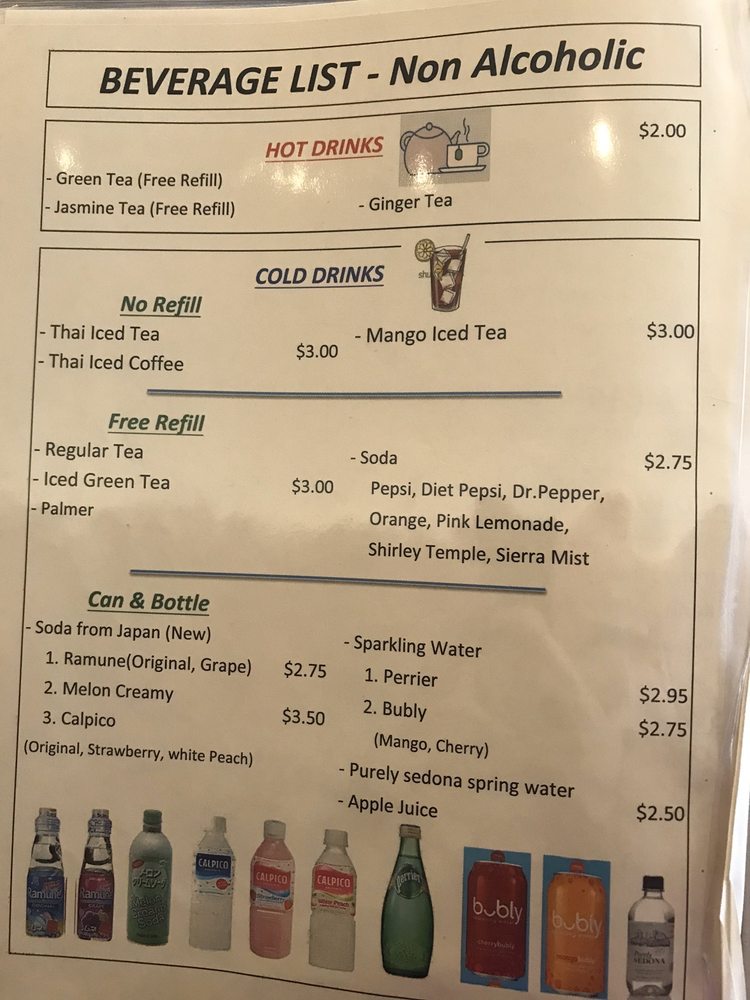 BEVERAGE LIST - Non Alcoholic
HOT DRINKS
$2.00
- Green Tea (Free Refill)
- Jasmine Tea (Free Refill)
- Ginger Tea
COLD DRINKS
No Refill
- Thai Iced Tea
- Thai Iced Coffee
$3.00
- Mango Iced Tea
$3.00
Free Refill
- Regular Tea
- Iced Green Tea
- Palmer
$3.00
- Soda
$2.75
Pepsi, Diet Pepsi, Dr.Pepper,
Orange, Pink Lemonade,
Shirley Temple, Sierra Mist
Can & Bottle
- Soda from Japan (New)
1. Ramune(Original, Grape)
$2.75
2. Melon Creamy
3. Calpico
$3.50
(Original, Strawberry, white Peach)
- Sparkling Water
1. Perrier
$2.95
2. Bubly
$2.75
(Mango, Cherry)
- Purely sedona spring water
- Apple Juice
$2.50
Ramune
Ramune
CALPICO
CALPICO
CALPICO
Perrier
bubly
cherrybubly
bubly
mangobubly
SEDONA